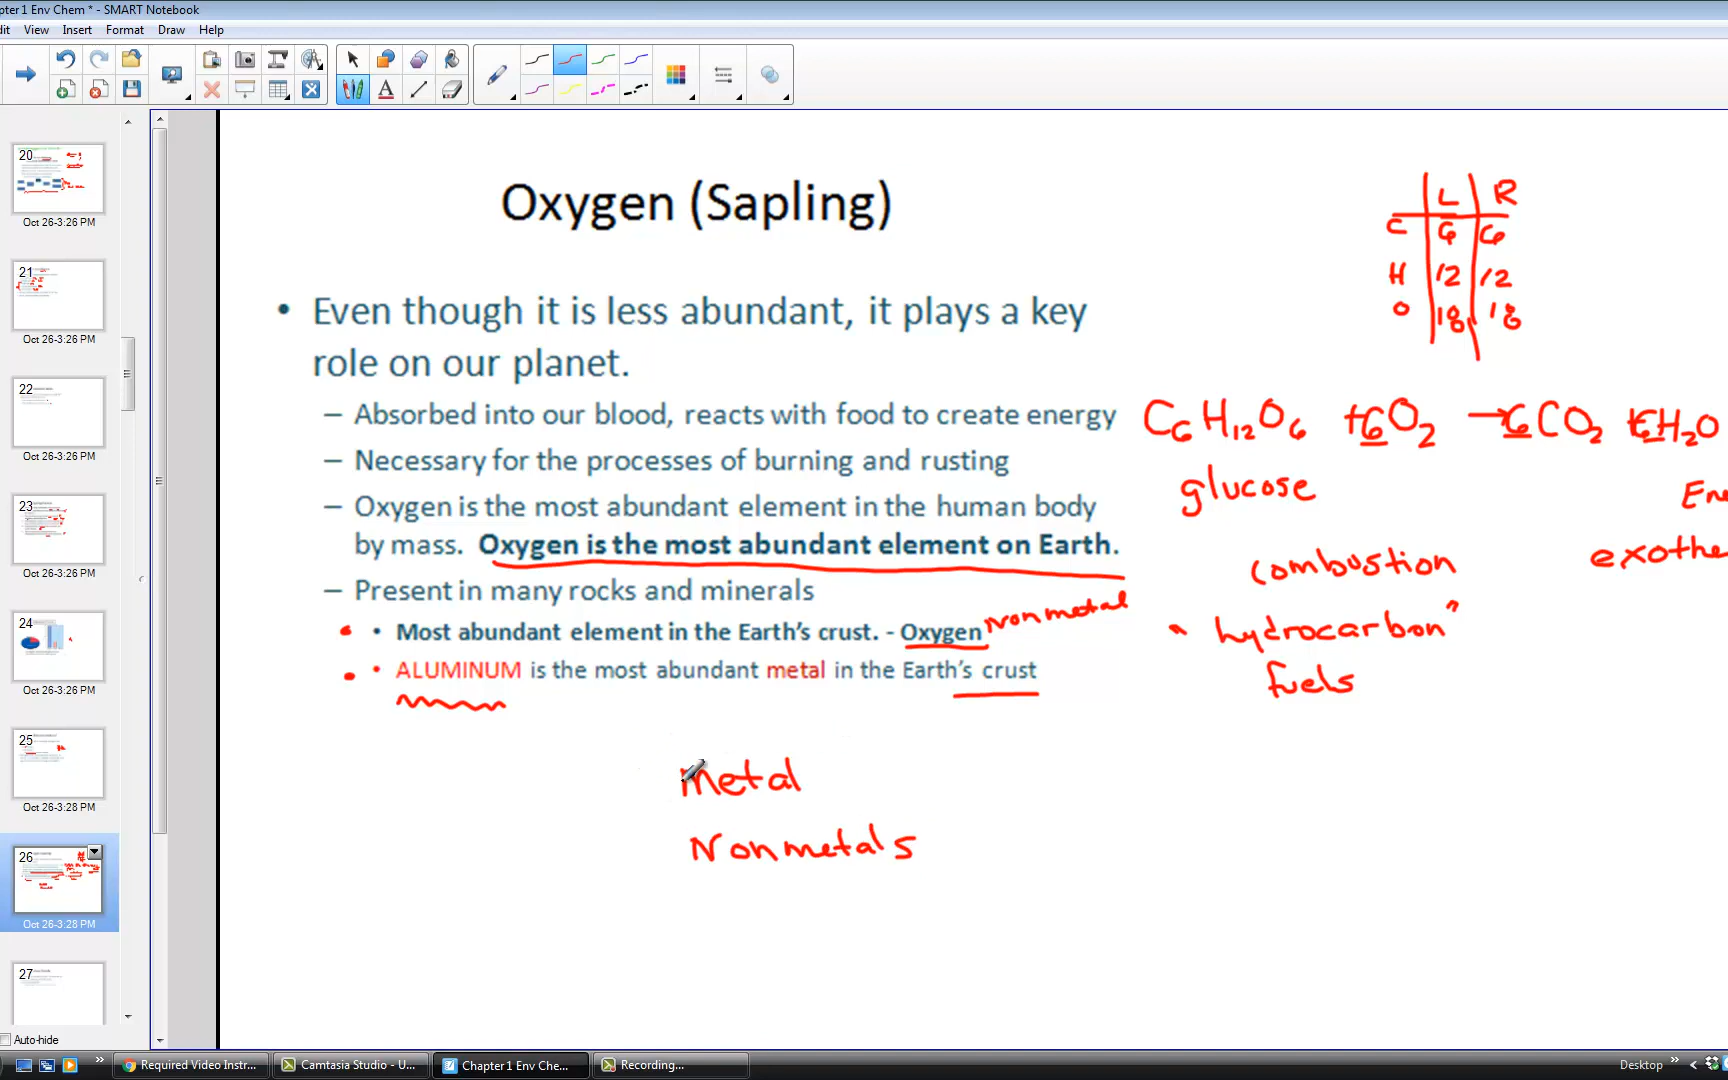 pter 1 Env Chem * - SMART Notebook
dit View Insert Format Draw Help
20
Oct 26-3:26 PM
21
Oct 26-3:26 PM
22
Oct 26-3:26 PM
23
Oct 26-3:26 PM
24
Oct 26-3:26 PM
25
Oct 26-3:28 PM
26
Oct 26-3:28 PM
27
Auto-hide
Oxygen (Sapling)
• Even though it is less abundant, it plays a key
role on our planet.
– Absorbed into our blood, reacts with food to create energy
– Necessary for the processes of burning and rusting
– Oxygen is the most abundant element in the human body
by mass. Oxygen is the most abundant element on Earth.
– Present in many rocks and minerals
• Most abundant element in the Earth's crust. - Oxygen Nonmetal
• ALUMINUM is the most abundant metal in the Earth's crust
metal
Nonmetals
L R
C 6 6
H 12 12
O 18 18
C6H12O6 + 6O2 → 6CO2 + 6H2O
glucose
Ene
exothe
combustion
"hydrocarbon"
fuels
Required Video Instr... Camtasia Studio - U... Chapter 1 Env Che... Recording... Desktop